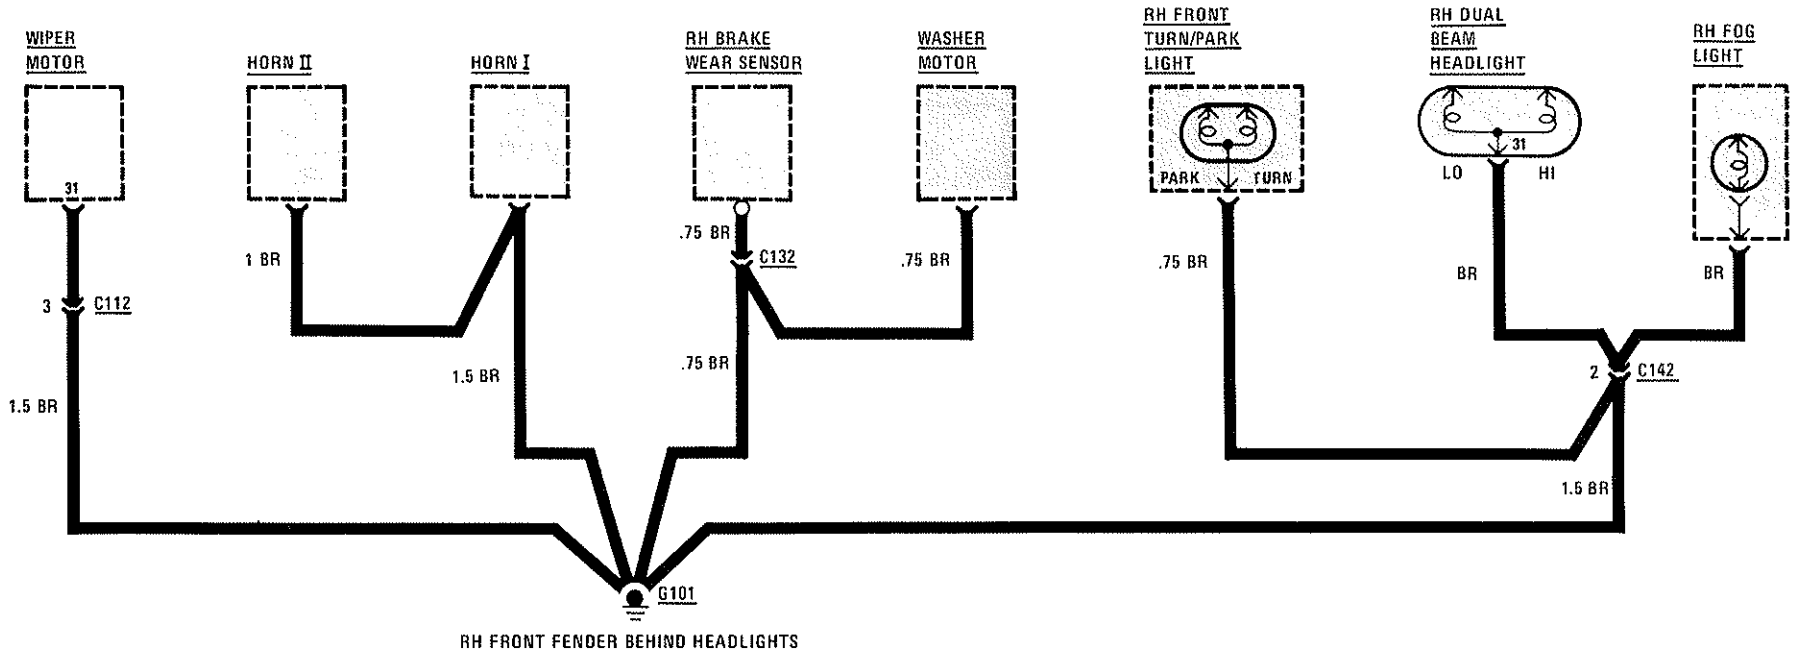 WIPER
MOTOR
HORN II
HORN I
RH BRAKE
WEAR SENSOR
WASHER
MOTOR
RH FRONT
TURN/PARK
LIGHT
RH DUAL
BEAM
HEADLIGHT
RH FOG
LIGHT
31
PARK
TURN
31
LO
HI
1 BR
.75 BR
C132
.75 BR
.75 BR
BR
BR
3
C112
1.5 BR
1.5 BR
.75 BR
2
C142
1.5 BR
G101
RH FRONT FENDER BEHIND HEADLIGHTS